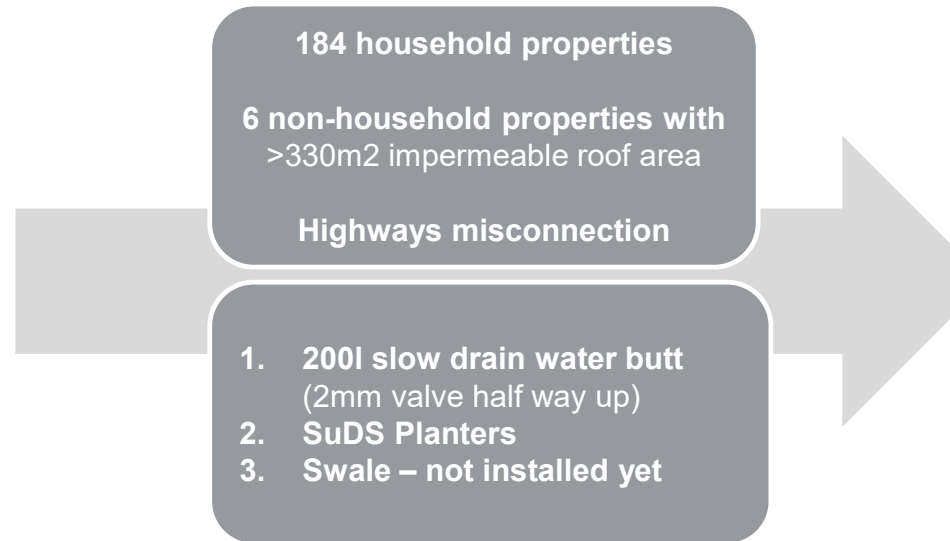 184 household properties
6 non-household properties with
>330m2 impermeable roof area
Highways misconnection
1. 200l slow drain water butt
(2mm valve half way up)
2. SuDS Planters
3. Swale – not installed yet